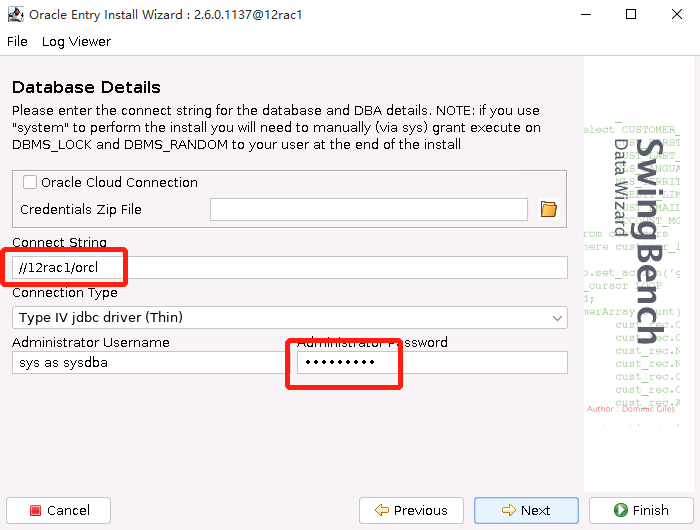 Oracle Entry Install Wizard : 2.6.0.1137@12rac1
File Log Viewer
Database Details
Please enter the connect string for the database and DBA details. NOTE: if you use
"system" to perform the install you will need to manually (via sys) grant execute on
DBMS_LOCK and DBMS_RANDOM to your user at the end of the install
Oracle Cloud Connection
Credentials Zip File
Connect String
//12rac1/orcl
Connection Type
Type IV jdbc driver (Thin)
Administrator Username Administrator Password
sys as sysdba •••••••••
SwingBench
Data Wizard
Author : Dominic Giles
Cancel Previous Next Finish